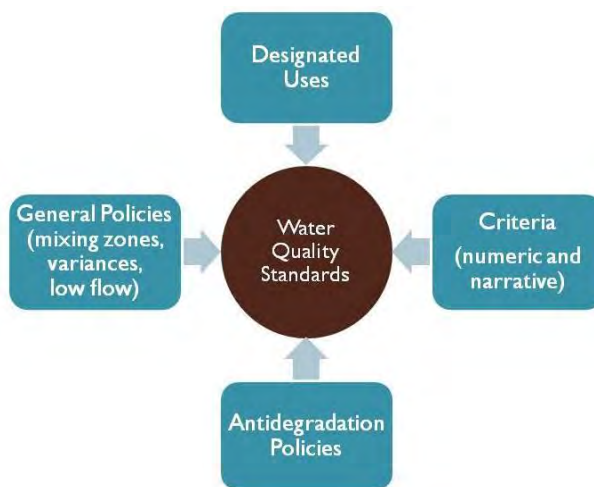 Designated
Uses
General Policies
(mixing zones,
variances,
low flow)
Water
Quality
Standards
Criteria
(numeric and
narrative)
Antidegradation
Policies